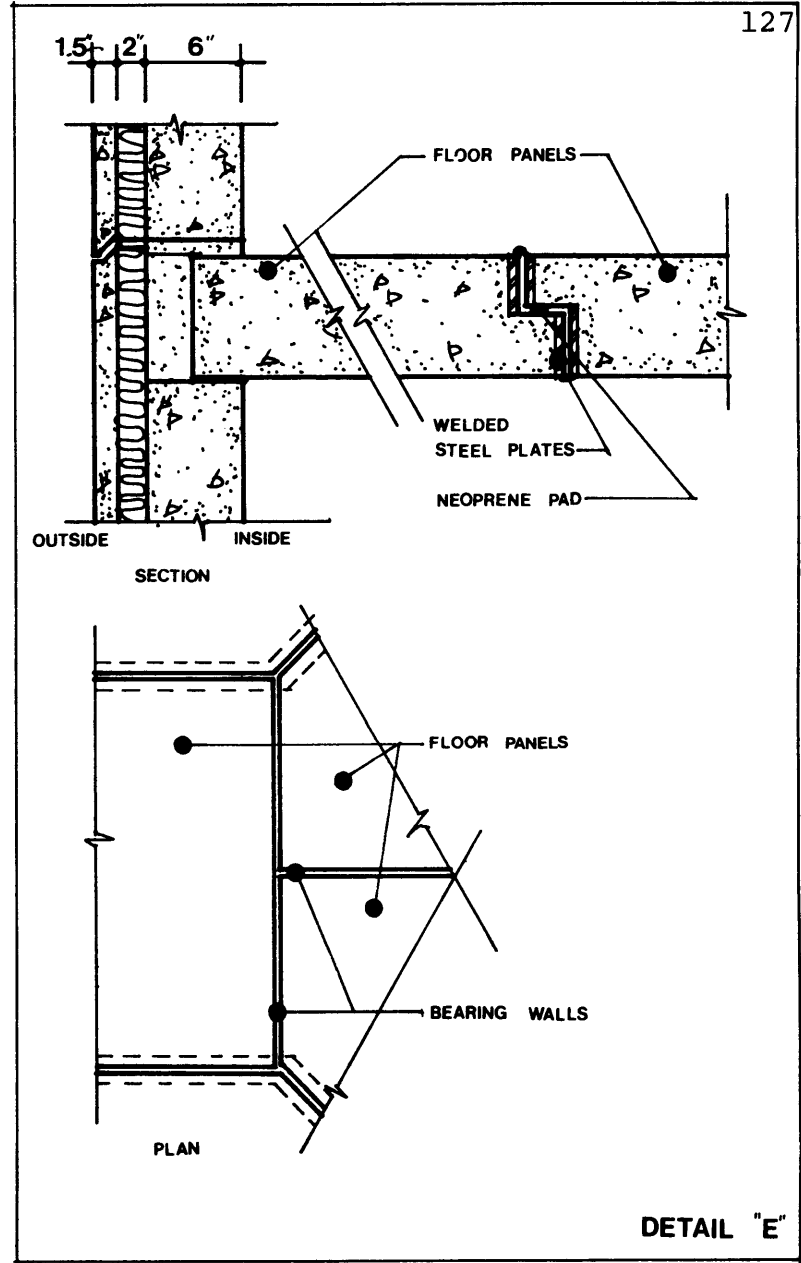 127
1.5" 2" 6"
FLOOR PANELS
WELDED
STEEL PLATES
NEOPRENE PAD
OUTSIDE INSIDE
SECTION
FLOOR PANELS
BEARING WALLS
PLAN
DETAIL "E"